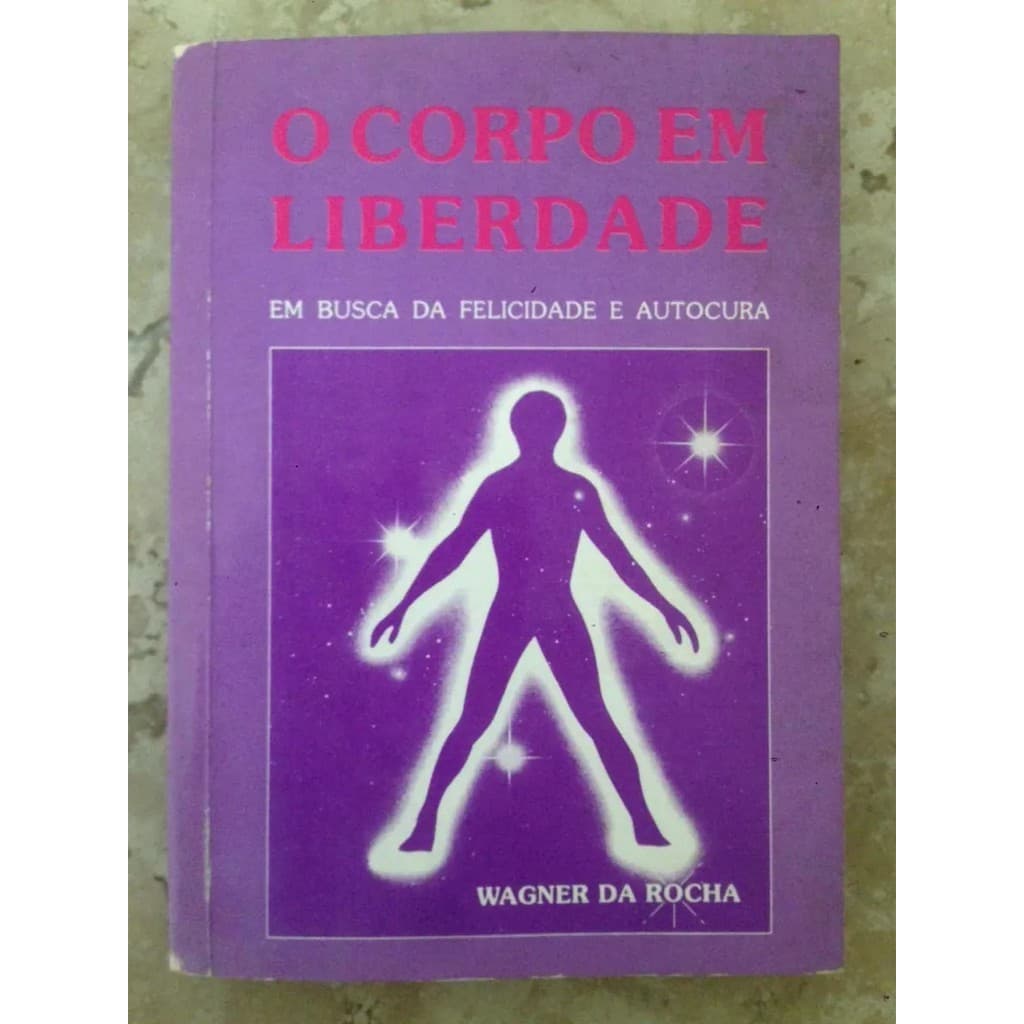 O CORPO EM
LIBERDADE
EM BUSCA DA FELICIDADE E AUTOCURA
WAGNER DA ROCHA